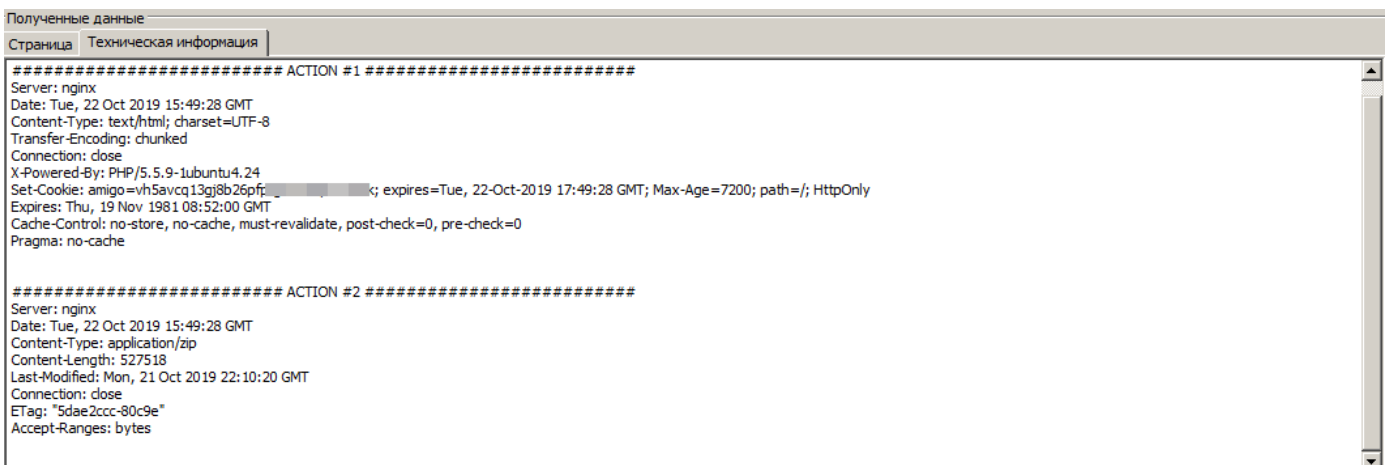 Полученные данные
Страница Техническая информация
########################## ACTION #1 ##########################
Server: nginx
Date: Tue, 22 Oct 2019 15:49:28 GMT
Content-Type: text/html; charset=UTF-8
Transfer-Encoding: chunked
Connection: close
X-Powered-By: PHP/5.5.9-1ubuntu4.24
Set-Cookie: expires=Tue, 22-Oct-2019 17:49:28 GMT; Max-Age=7200; path=/; HttpOnly
Expires: Thu, 19 Nov 1981 08:52:00 GMT
Cache-Control: no-store, no-cache, must-revalidate, post-check=0, pre-check=0
Pragma: no-cache
########################## ACTION #2 ##########################
Server: nginx
Date: Tue, 22 Oct 2019 15:49:28 GMT
Content-Type: application/zip
Content-Length: 527518
Last-Modified: Mon, 21 Oct 2019 22:10:20 GMT
Connection: close
ETag: "5dae2ccc-80c9e"
Accept-Ranges: bytes